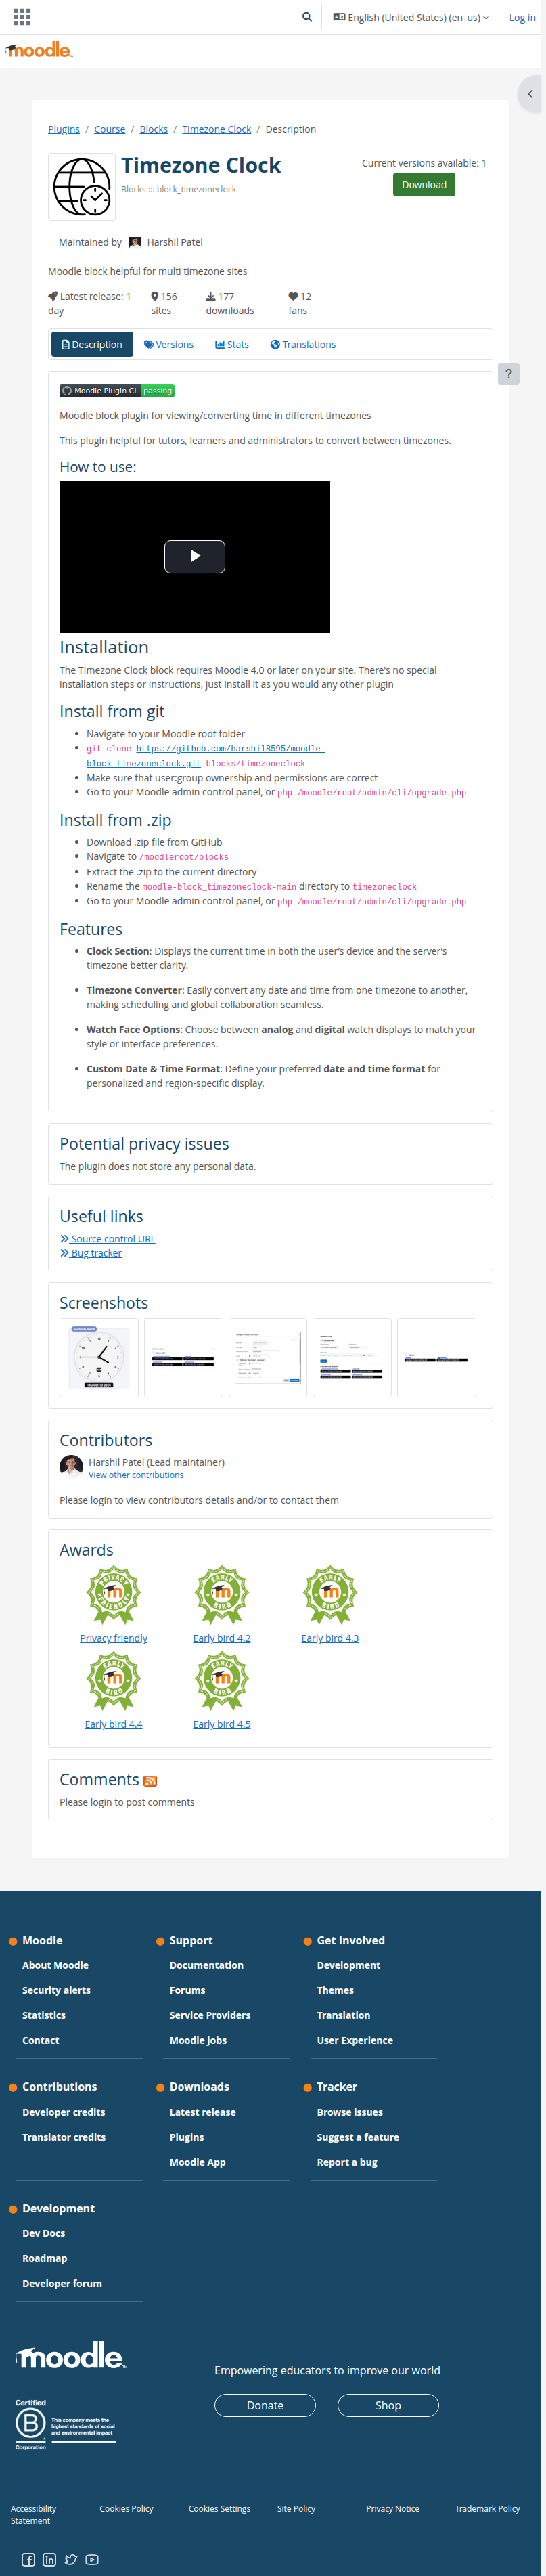 English (United States) (en_us)
Log in
moodle
Plugins / Course / Blocks / Timezone Clock / Description
Timezone Clock
Blocks ::: block_timezoneclock
Current versions available: 1
Download
Maintained by Harshil Patel
Moodle block helpful for multi timezone sites
Latest release: 1
day
156
sites
177
downloads
12
fans
Description
Versions
Stats
Translations
?
Moodle Plugin CI passing
Moodle block plugin for viewing/converting time in different timezones
This plugin helpful for tutors, learners and administrators to convert between timezones.
How to use:
Installation
The TImezone Clock block requires Moodle 4.0 or later on your site. There's no special
installation steps or instructions, just install it as you would any other plugin
Install from git
Navigate to your Moodle root folder
git clone https://github.com/harshil8595/moodle-
block_timezoneclock.git blocks/timezoneclock
Make sure that user:group ownership and permissions are correct
Go to your Moodle admin control panel, or php /moodle/root/admin/cli/upgrade.php
Install from .zip
Download .zip file from GitHub
Navigate to /moodleroot/blocks
Extract the .zip to the current directory
Rename the moodle-block_timezoneclock-main directory to timezoneclock
Go to your Moodle admin control panel, or php /moodle/root/admin/cli/upgrade.php
Features
Clock Section: Displays the current time in both the user's device and the server's
timezone better clarity.
Timezone Converter: Easily convert any date and time from one timezone to another,
making scheduling and global collaboration seamless.
Watch Face Options: Choose between analog and digital watch displays to match your
style or interface preferences.
Custom Date & Time Format: Define your preferred date and time format for
personalized and region-specific display.
Potential privacy issues
The plugin does not store any personal data.
Useful links
Source control URL
Bug tracker
Screenshots
Contributors
Harshil Patel (Lead maintainer)
View other contributions
Please login to view contributors details and/or to contact them
Awards
PRIVACY FRIENDLY
EARLY BIRD
EARLY BIRD
Privacy friendly
Early bird 4.2
Early bird 4.3
EARLY BIRD
EARLY BIRD
Early bird 4.4
Early bird 4.5
Comments
Please login to post comments
Moodle
About Moodle
Security alerts
Statistics
Contact
Support
Documentation
Forums
Service Providers
Moodle jobs
Get Involved
Development
Themes
Translation
User Experience
Contributions
Developer credits
Translator credits
Downloads
Latest release
Plugins
Moodle App
Tracker
Browse issues
Suggest a feature
Report a bug
Development
Dev Docs
Roadmap
Developer forum
moodle
Certified
B
Corporation
This company meets the
highest standards of social
and environmental impact
Empowering educators to improve our world
Donate
Shop
Accessibility
Statement
Cookies Policy
Cookies Settings
Site Policy
Privacy Notice
Trademark Policy